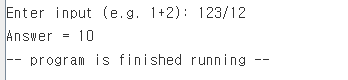 Enter input (e.g. 1+2): 123/12
Answer = 10
-- program is finished running --